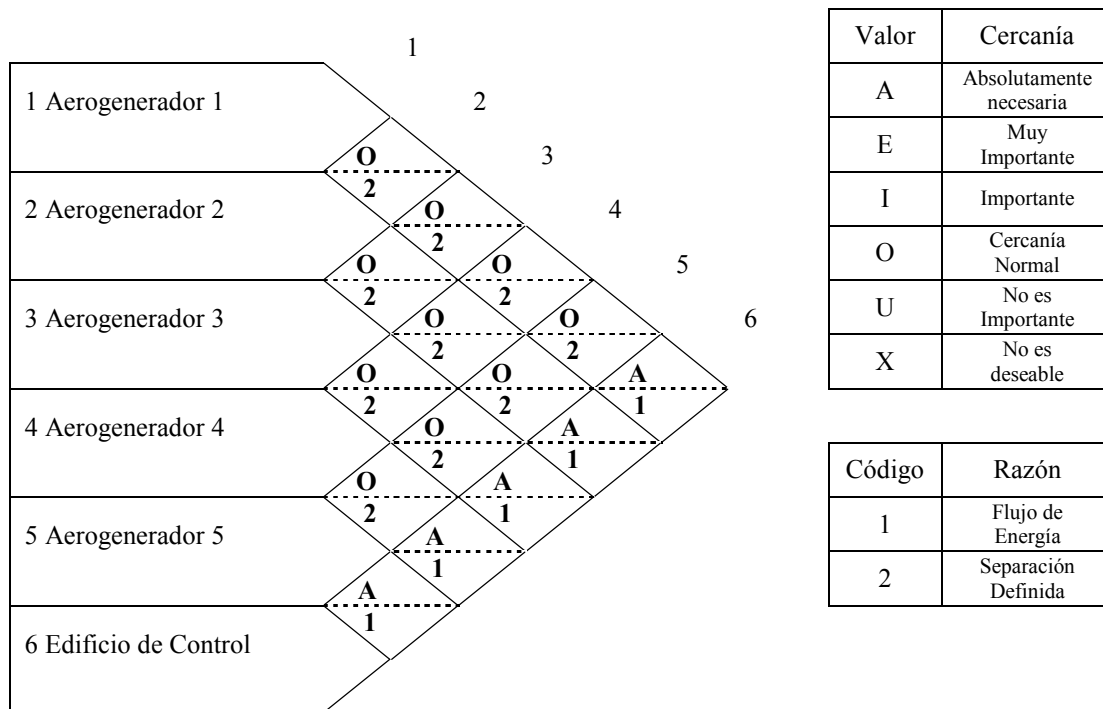 1
1 Aerogenerador 1
2
3
O
2
2 Aerogenerador 2
O
2
4
O
2
O
2
5
3 Aerogenerador 3
O
2
O
2
6
O
2
O
2
A
1
4 Aerogenerador 4
O
2
A
1
O
2
A
1
5 Aerogenerador 5
A
1
A
1
6 Edificio de Control
Valor Cercanía
A Absolutamente
necesaria
E Muy
Importante
I Importante
O Cercanía
Normal
U No es
Importante
X No es
deseable
Código Razón
1 Flujo de
Energía
2 Separación
Definida